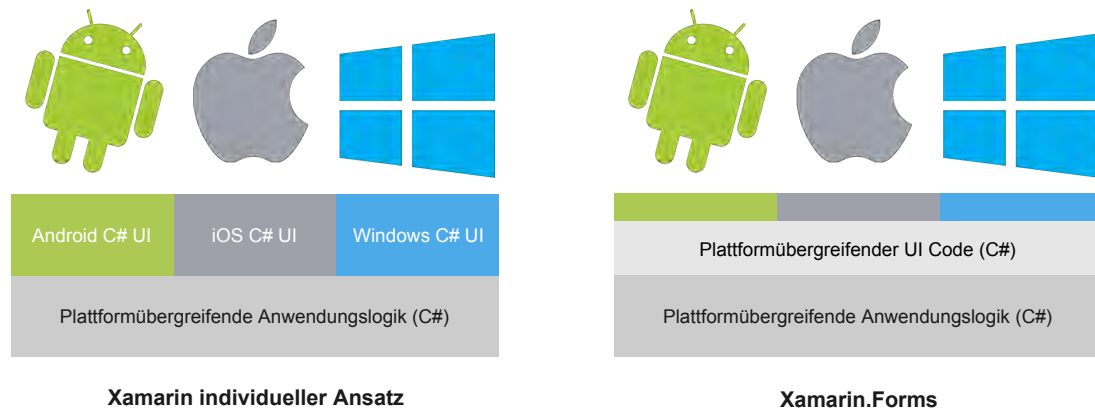 Android C# UI
iOS C# UI
Windows C# UI
Plattformübergreifende Anwendungslogik (C#)
Xamarin individueller Ansatz
Plattformübergreifender UI Code (C#)
Plattformübergreifende Anwendungslogik (C#)
Xamarin.Forms